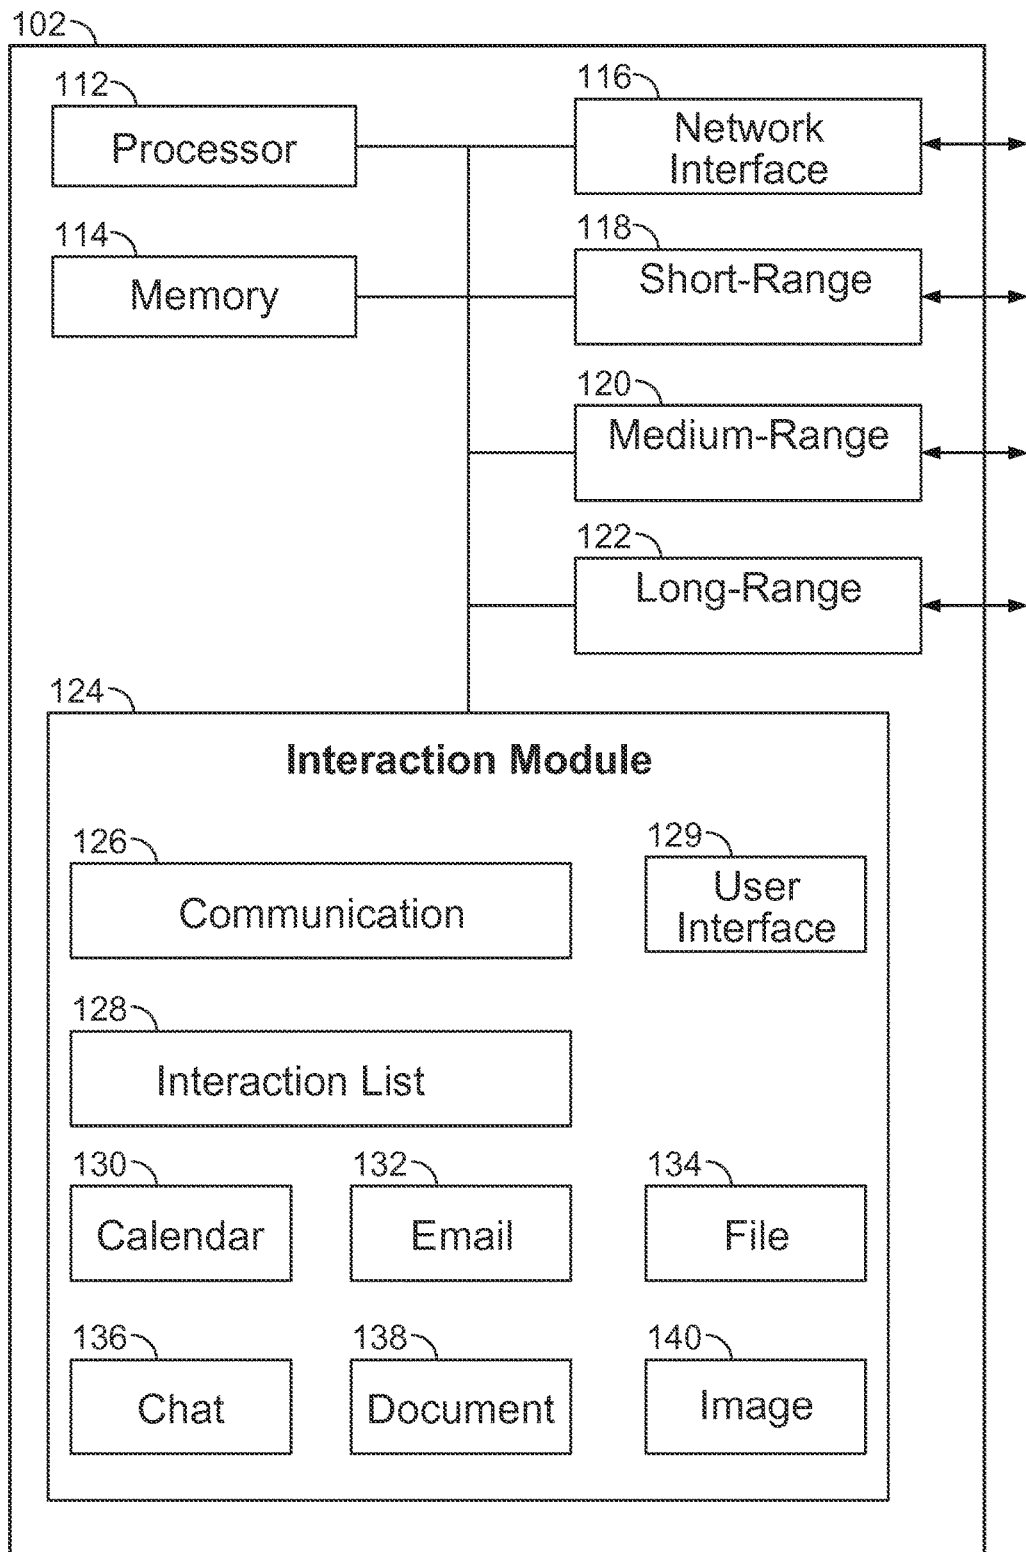 102
112
Processor
116
Network
Interface
114
Memory
118
Short-Range
120
Medium-Range
122
Long-Range
124
Interaction Module
126
Communication
129
User
Interface
128
Interaction List
130
Calendar
132
Email
134
File
136
Chat
138
Document
140
Image